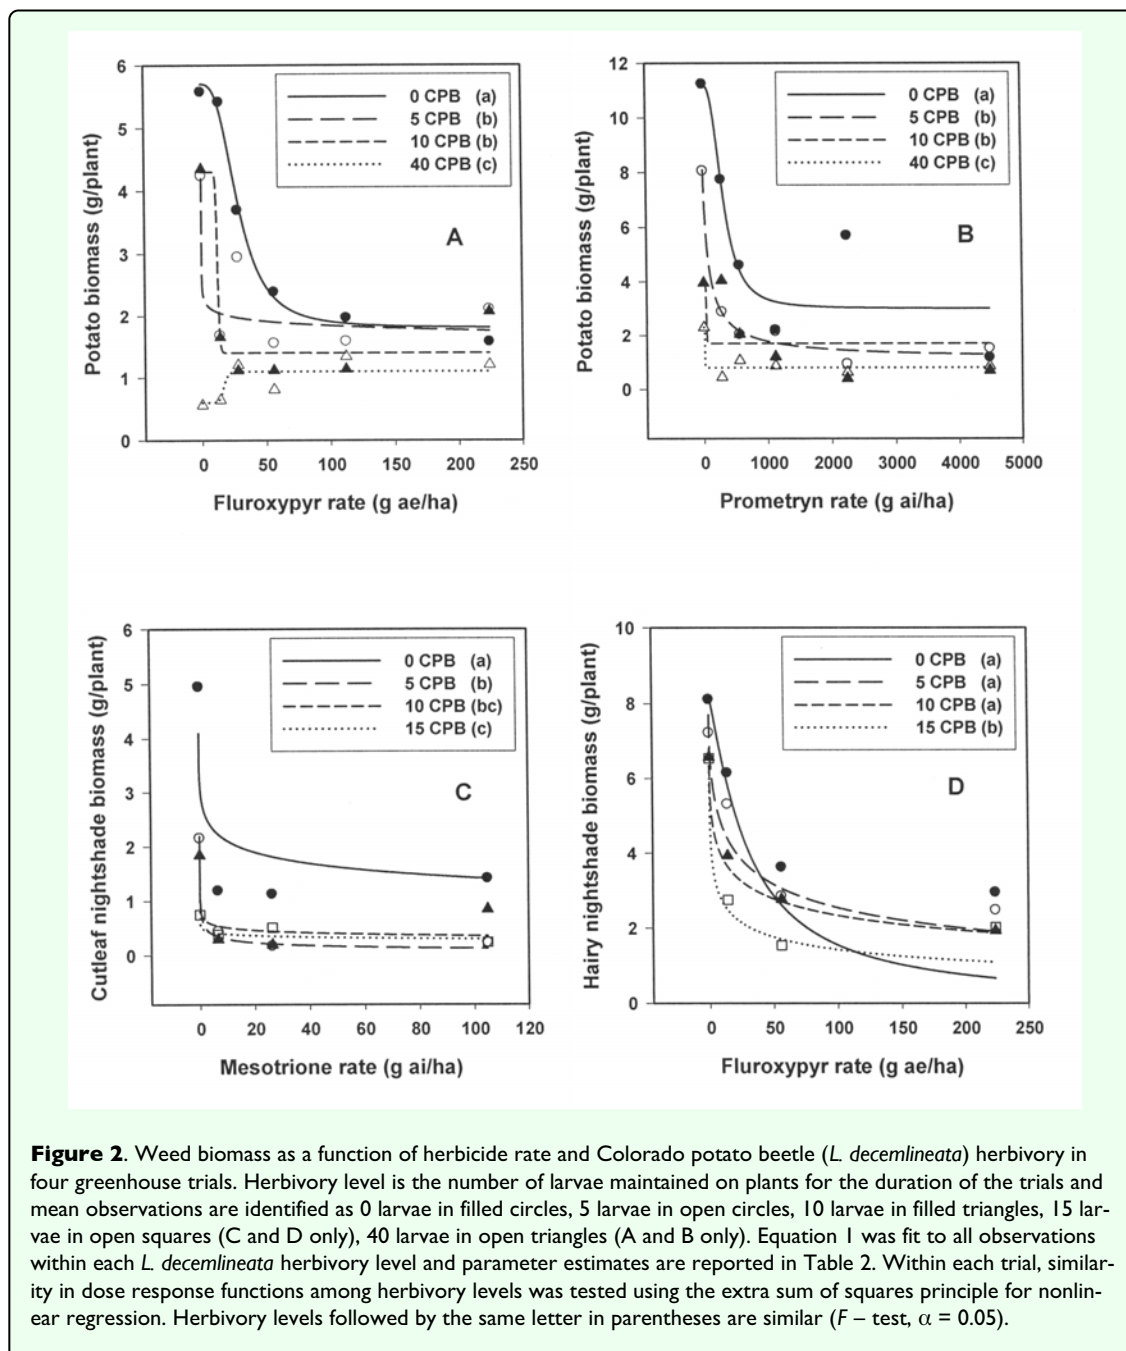 6
5
4
3
2
1
0
Potato biomass (g/plant)
0 CPB (a)
5 CPB (b)
10 CPB (b)
40 CPB (c)
A
0 50 100 150 200 250
Fluroxypyr rate (g ae/ha)
12
10
8
6
4
2
0
Potato biomass (g/plant)
0 CPB (a)
5 CPB (b)
10 CPB (b)
40 CPB (c)
B
0 1000 2000 3000 4000 5000
Prometryn rate (g ai/ha)
6
5
4
3
2
1
0
Cutleaf nightshade biomass (g/plant)
0 CPB (a)
5 CPB (b)
10 CPB (bc)
15 CPB (c)
C
0 20 40 60 80 100 120
Mesotrione rate (g ai/ha)
10
8
6
4
2
0
Hairy nightshade biomass (g/plant)
0 CPB (a)
5 CPB (a)
10 CPB (a)
15 CPB (b)
D
0 50 100 150 200 250
Fluroxypyr rate (g ae/ha)
Figure 2. Weed biomass as a function of herbicide rate and Colorado potato beetle (L. decemlineata) herbivory in
four greenhouse trials. Herbivory level is the number of larvae maintained on plants for the duration of the trials and
mean observations are identified as 0 larvae in filled circles, 5 larvae in open circles, 10 larvae in filled triangles, 15 lar-
vae in open squares (C and D only), 40 larvae in open triangles (A and B only). Equation 1 was fit to all observations
within each L. decemlineata herbivory level and parameter estimates are reported in Table 2. Within each trial, similar-
ity in dose response functions among herbivory levels was tested using the extra sum of squares principle for nonlin-
ear regression. Herbivory levels followed by the same letter in parentheses are similar (F – test, α = 0.05).